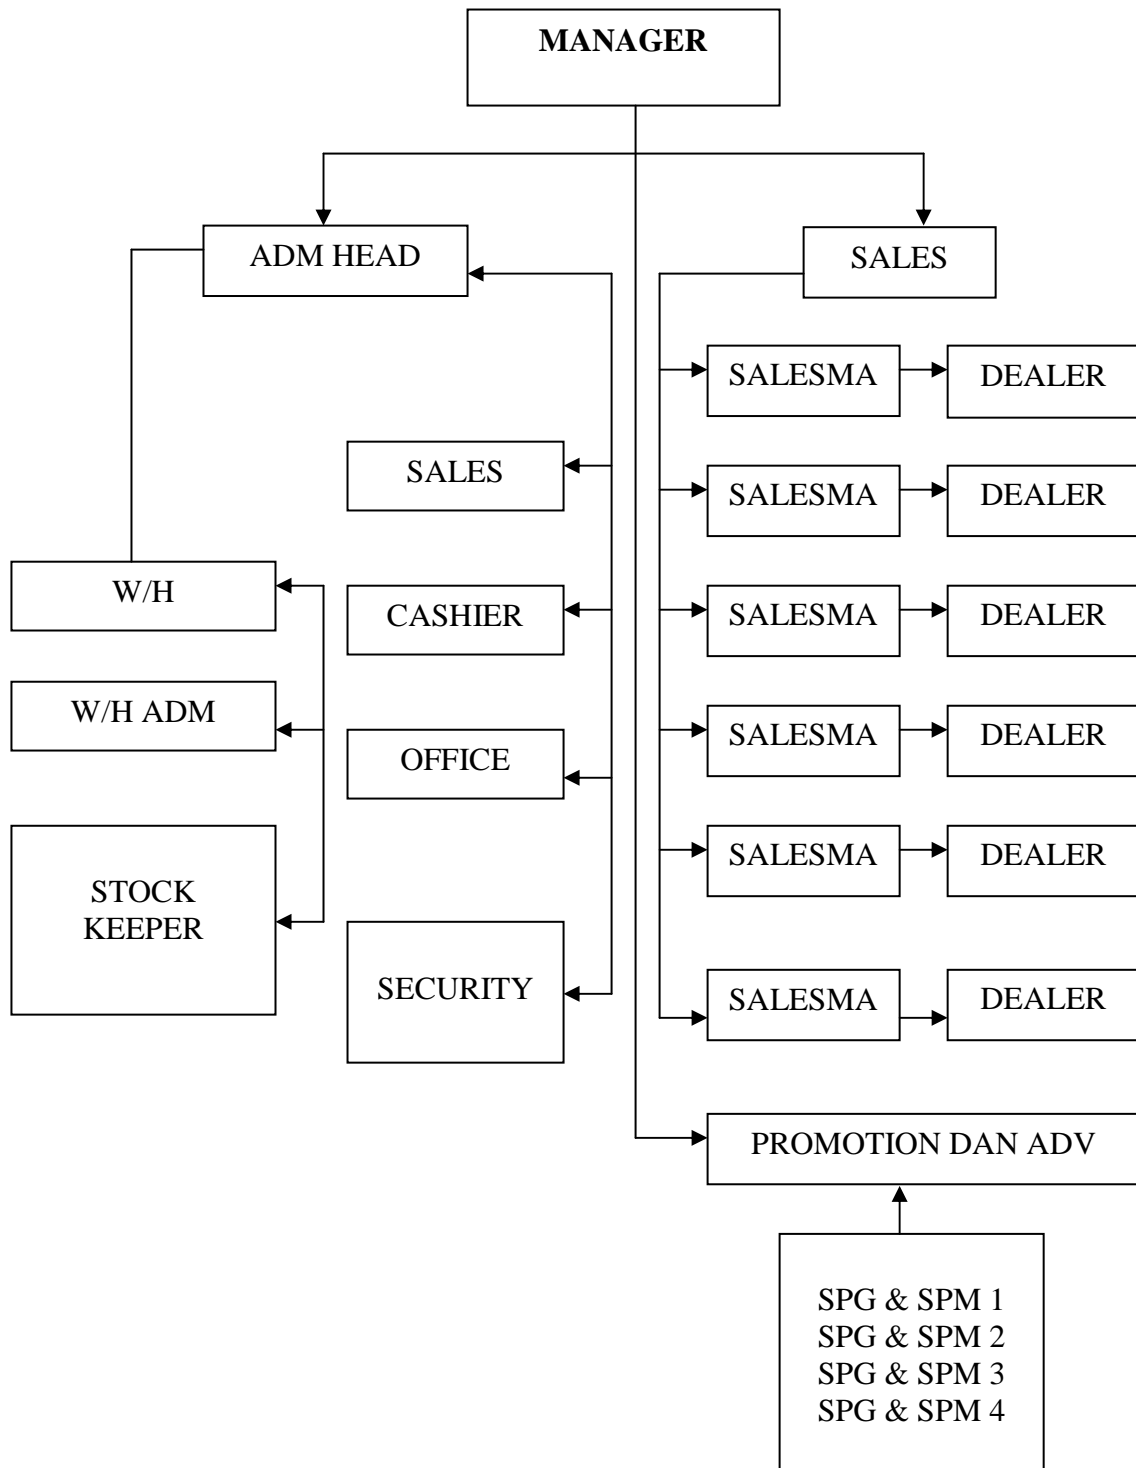 MANAGER
ADM HEAD
SALES
SALESMA
DEALER
SALES
SALESMA
DEALER
W/H
CASHIER
SALESMA
DEALER
W/H ADM
OFFICE
SALESMA
DEALER
STOCK
KEEPER
SALESMA
DEALER
SECURITY
SALESMA
DEALER
PROMOTION DAN ADV
SPG & SPM 1
SPG & SPM 2
SPG & SPM 3
SPG & SPM 4